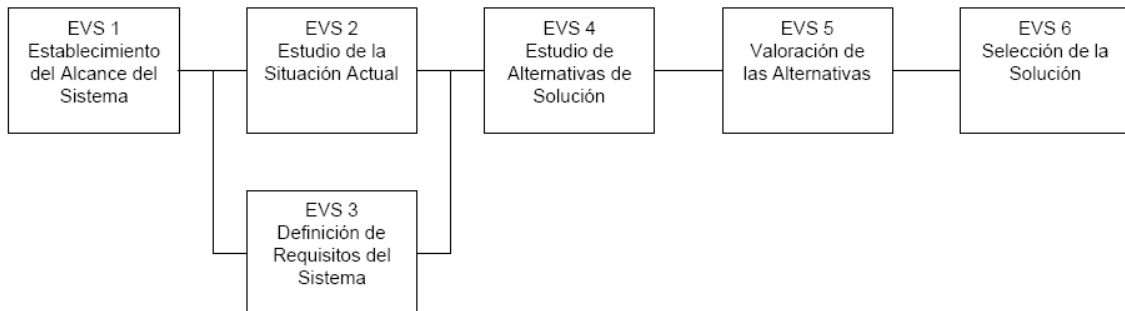 EVS 1
Establecimiento
del Alcance del
Sistema
EVS 2
Estudio de la
Situación Actual
EVS 3
Definición de
Requisitos del
Sistema
EVS 4
Estudio de
Alternativas de
Solución
EVS 5
Valoración de
las Alternativas
EVS 6
Selección de la
Solución